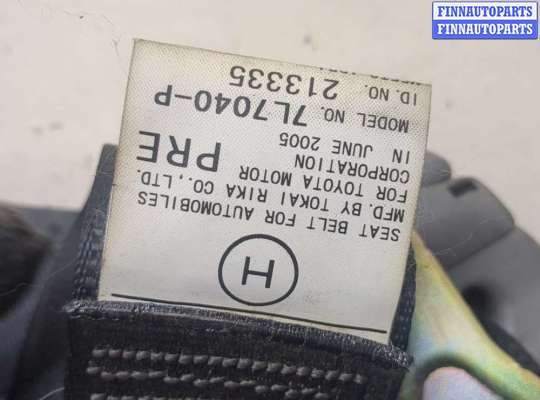 FINNAUTOPARTS
FINNAUTOPARTS
H
SEAT BELT FOR AUTOMOBILES
MFD. BY TOKAI RIKA CO., LTD.
FOR TOYOTA MOTOR
CORPORATION
IN JUNE 2005
PRE
MODEL NO. 7L7040-P
ID. NO. 213335